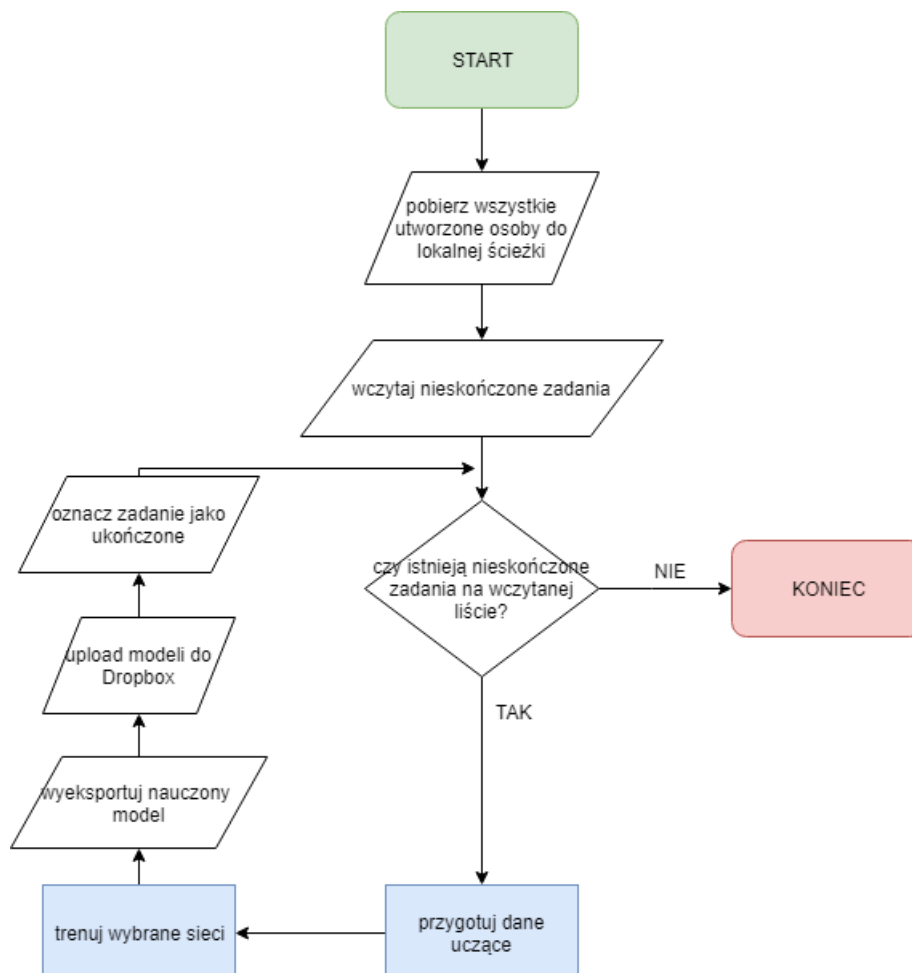 START
pobierz wszystkie
utworzone osoby do
lokalnej ścieżki
wczytaj nieskończone zadania
oznacz zadanie jako
ukończone
czy istnieją nieskończone
zadania na wczytanej
liście?
NIE
KONIEC
upload modeli do
Dropbox
TAK
wyeksportuj nauczony
model
trenuj wybrane sieci
przygotuj dane
uczące